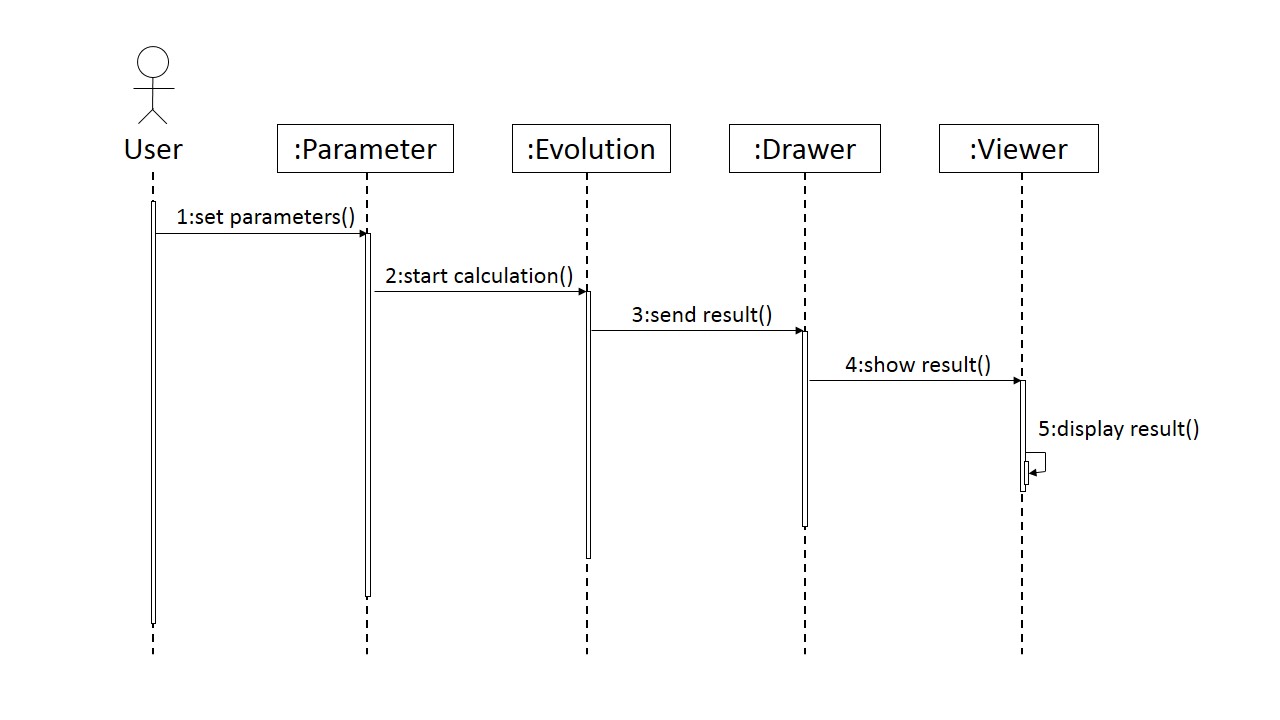 User
:Parameter
:Evolution
:Drawer
:Viewer
1:set parameters()
2:start calculation()
3:send result()
4:show result()
5:display result()